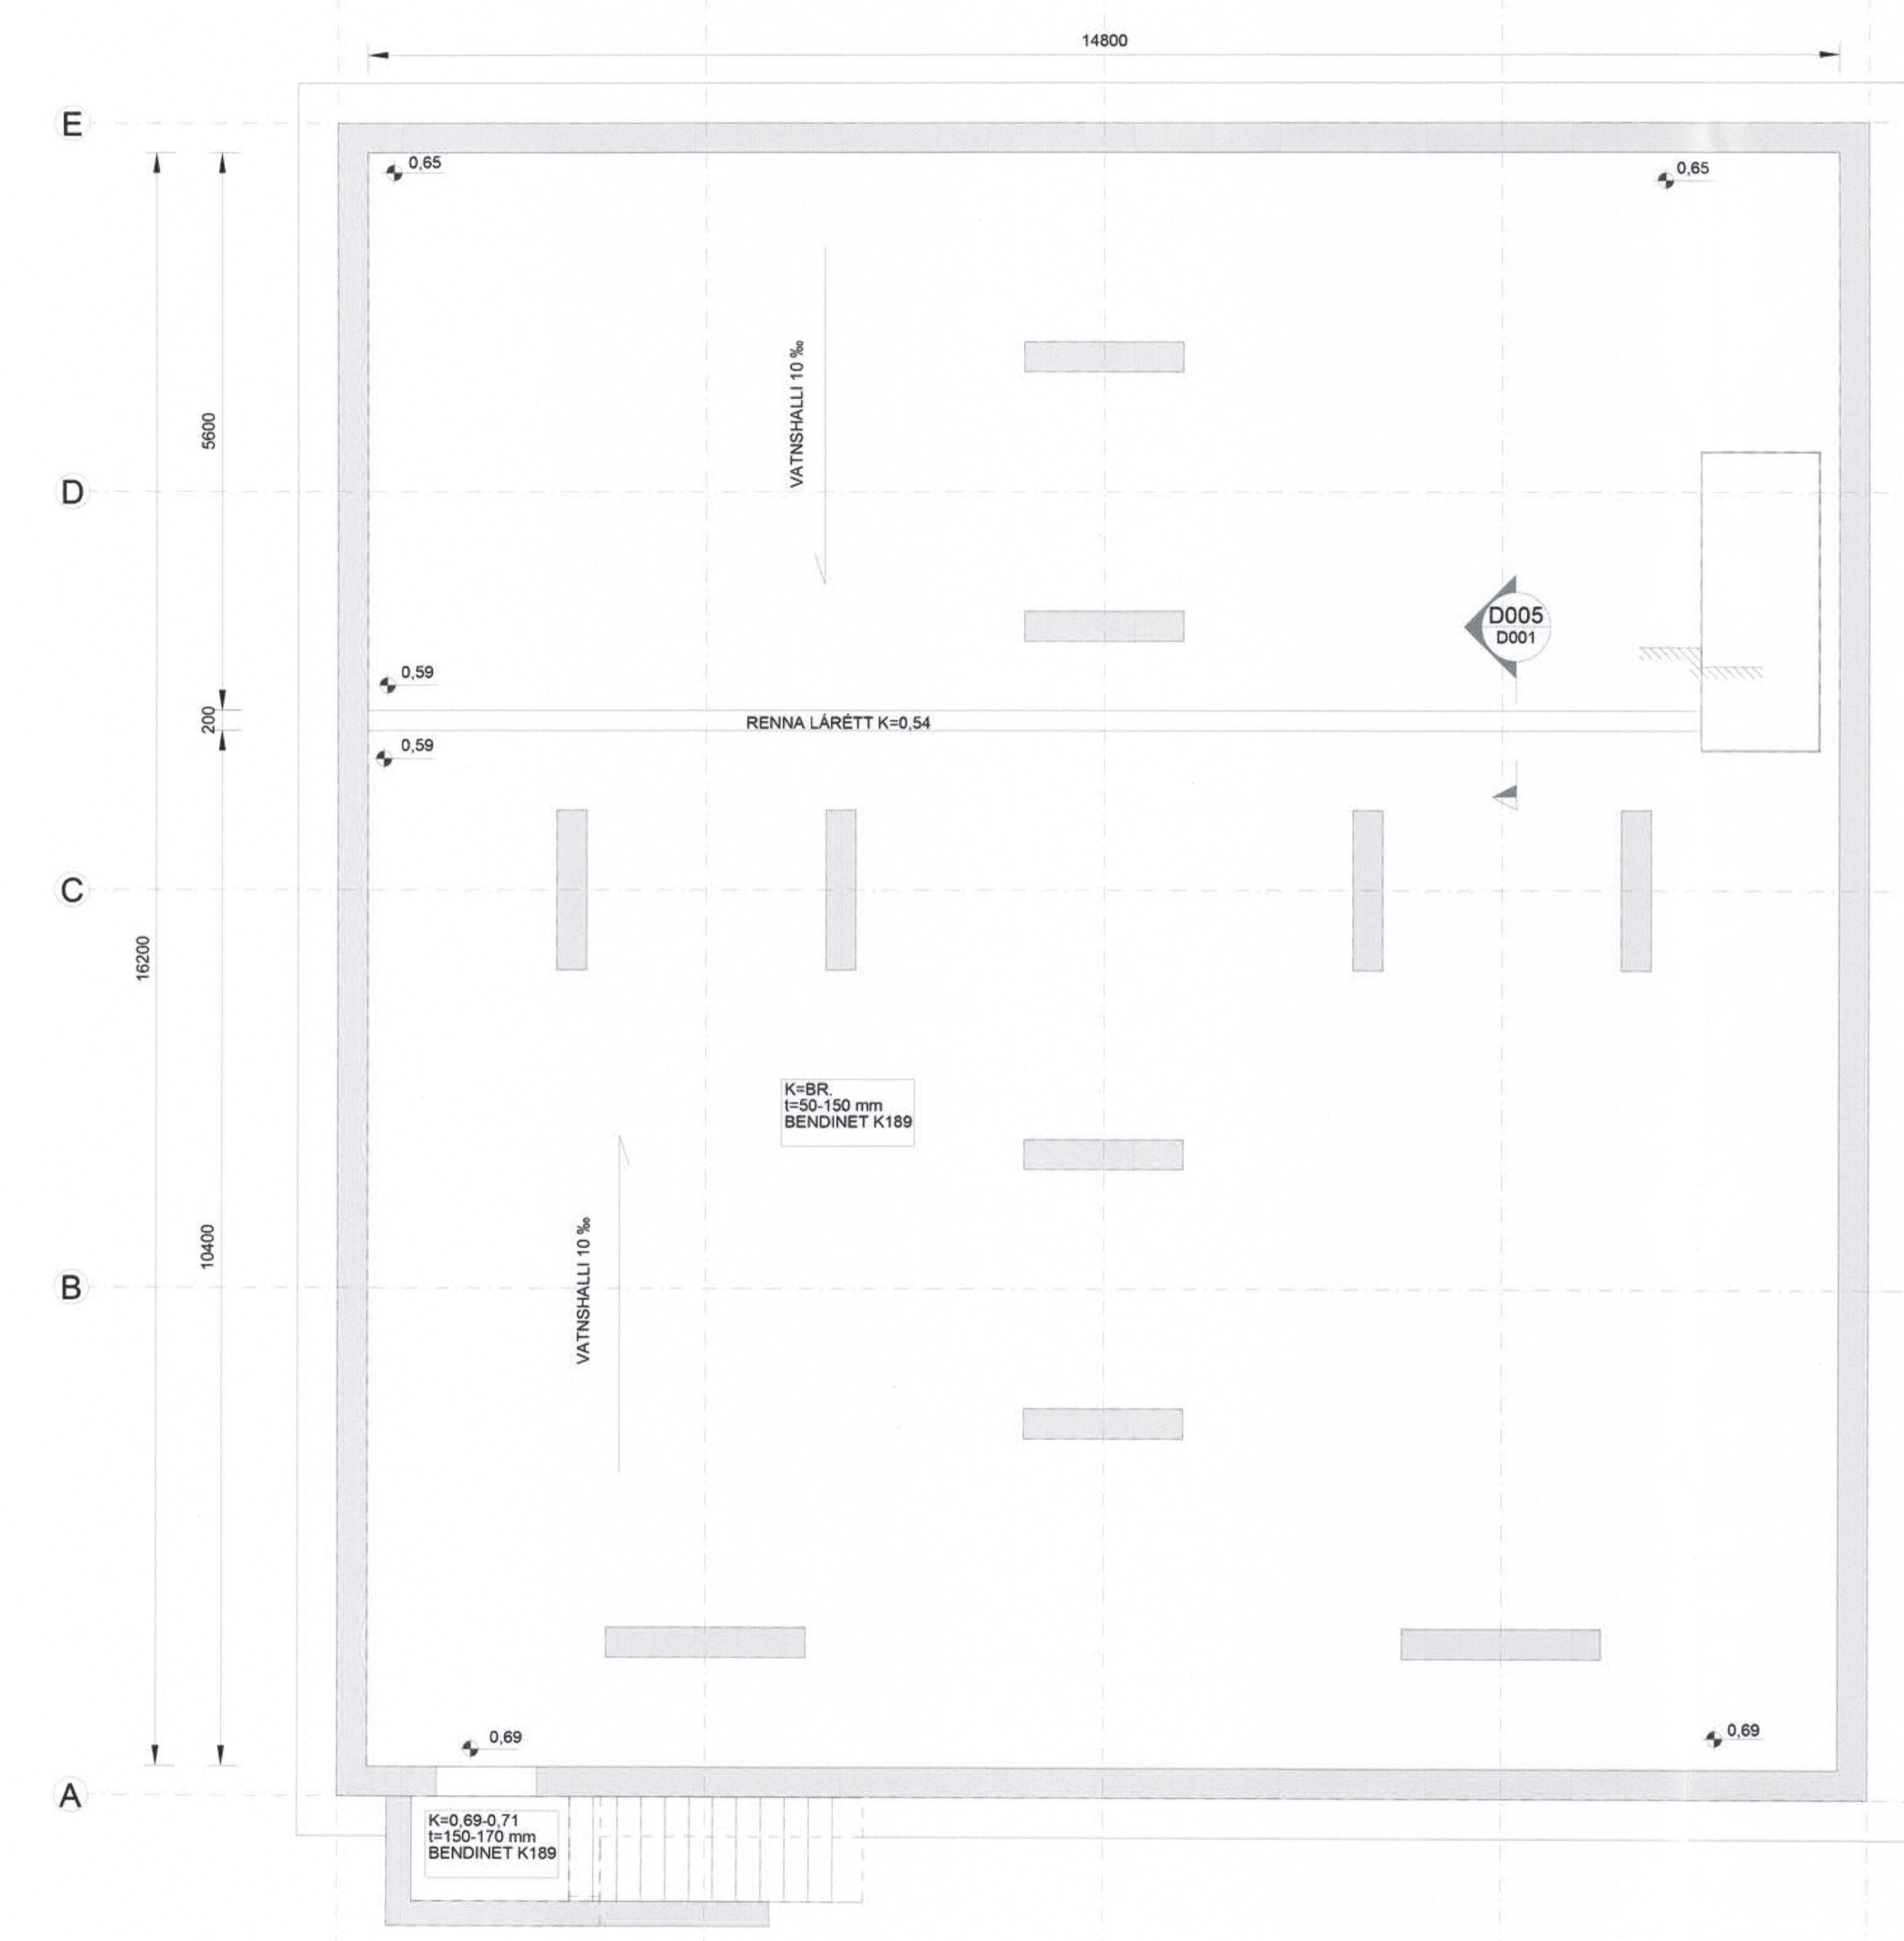 14800
E
0,65
0,65
VATNSHALLI 10 ‰
5600
D
D005
D001
0,59
200
RENNA LÁRÉTT K=0,54
0,59
C
16200
K=BR.
t=50-150 mm
BENDINET K189
10400
VATNSHALLI 10 ‰
B
0,69
0,69
A
K=0,69-0,71
t=150-170 mm
BENDINET K189